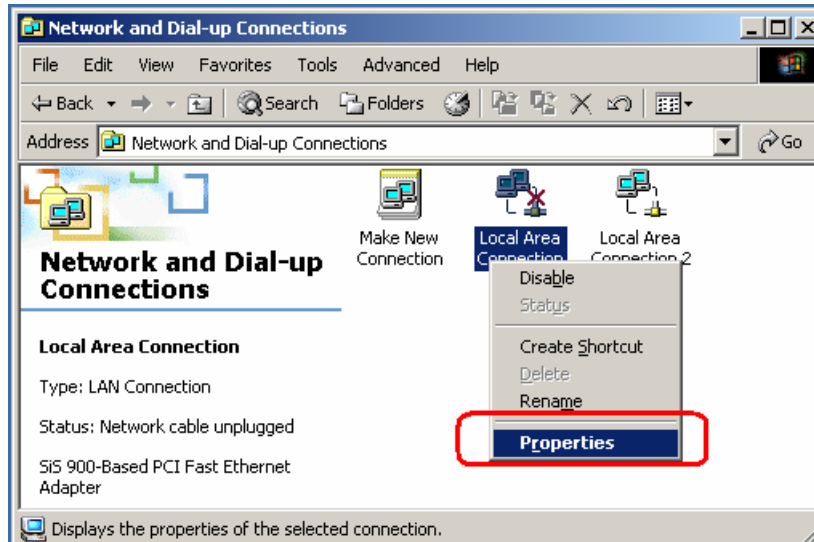 Network and Dial-up Connections
File Edit View Favorites Tools Advanced Help
Back Search Folders
Address Network and Dial-up Connections Go
Make New Connection
Local Area Connection
Local Area Connection 2
Network and Dial-up
Connections
Local Area Connection
Type: LAN Connection
Status: Network cable unplugged
SiS 900-Based PCI Fast Ethernet
Adapter
Disable
Status
Create Shortcut
Delete
Rename
Properties
Displays the properties of the selected connection.